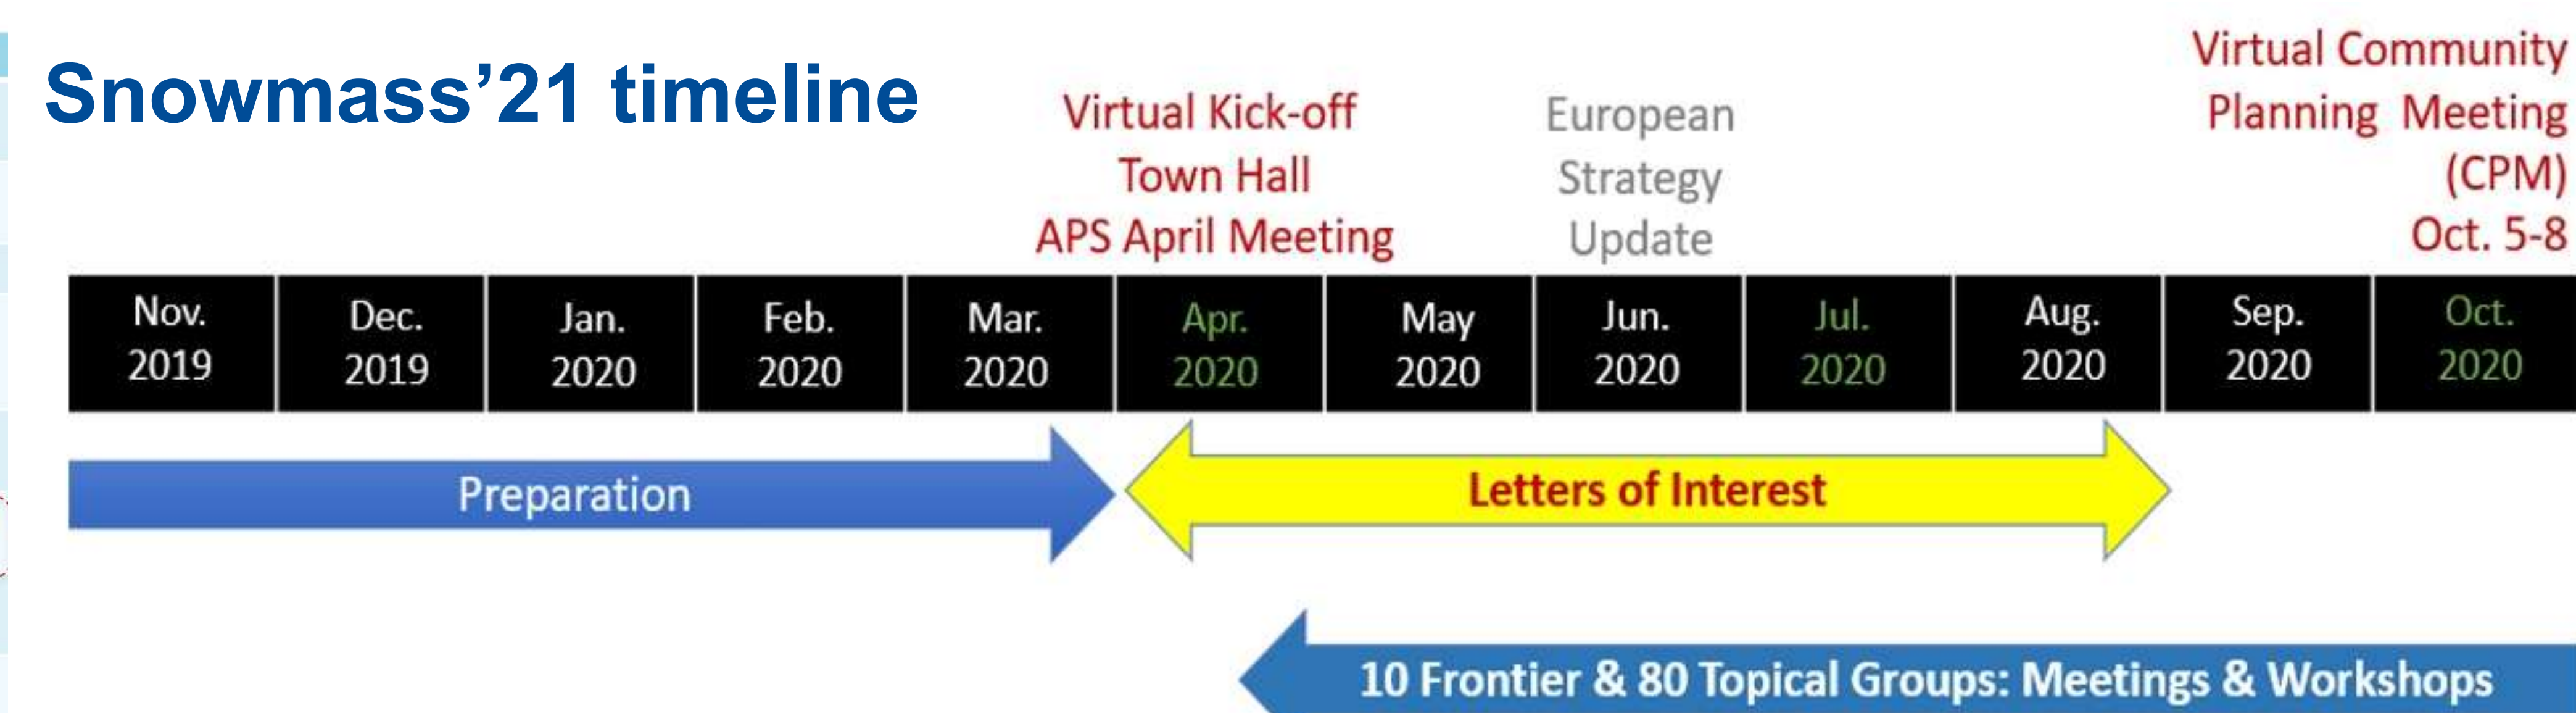 Snowmass’21 timeline
Virtual Kick-off
Town Hall
APS April Meeting
European
Strategy
Update
Virtual Community
Planning Meeting
(CPM)
Oct. 5-8
Nov.
2019
Dec.
2019
Jan.
2020
Feb.
2020
Mar.
2020
Apr.
2020
May
2020
Jun.
2020
Jul.
2020
Aug.
2020
Sep.
2020
Oct.
2020
Preparation
Letters of Interest
10 Frontier & 80 Topical Groups: Meetings & Workshops